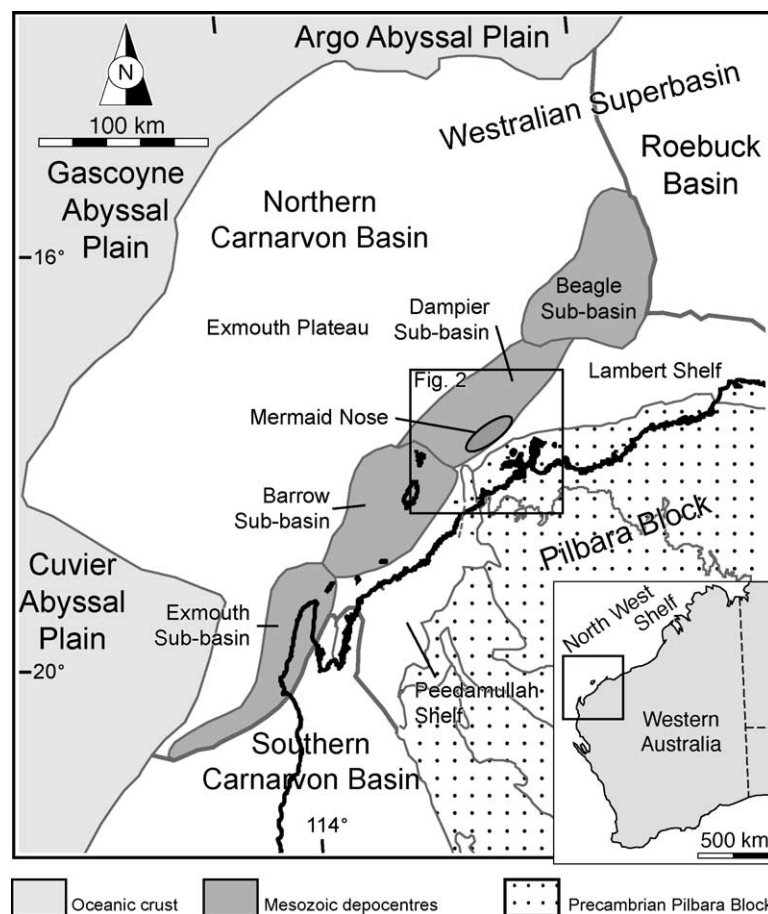 Argo Abyssal Plain
N
100 km
Westralian Superbasin
Roebuck
Basin
Gascoyne
Abyssal
Plain
Northern
Carnarvon Basin
16°
Beagle
Sub-basin
Dampier
Sub-basin
Exmouth Plateau
Fig. 2
Lambert Shelf
Mermaid Nose
Barrow
Sub-basin
Pilbara Block
Cuvier
Abyssal
Plain
Exmouth
Sub-basin
North West
Shelf
20°
Peedamullah
Shelf
Western
Australia
Southern
Carnarvon Basin
114°
500 km
Oceanic crust
Mesozoic depocentres
Precambrian Pilbara Block